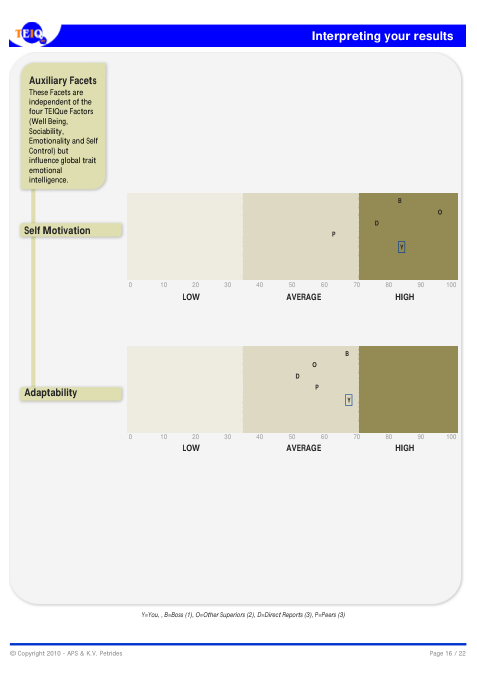 TEIQ
Interpreting your results
Auxiliary Facets
These Facets are
independent of the
four TEIQue Factors
(Well Being,
Sociability,
Emotionality and Self
Control) but
influence global trait
emotional
intelligence.
Self Motivation
B
O
D
P
Y
0 10 20 30 40 50 60 70 80 90 100
LOW AVERAGE HIGH
Adaptability
B
O
D
P
Y
0 10 20 30 40 50 60 70 80 90 100
LOW AVERAGE HIGH
Y=You, , B=Boss (1), O=Other Superiors (2), D=Direct Reports (3), P=Peers (3)
© Copyright 2010 - APS & K.V. Petrides Page 16 / 22